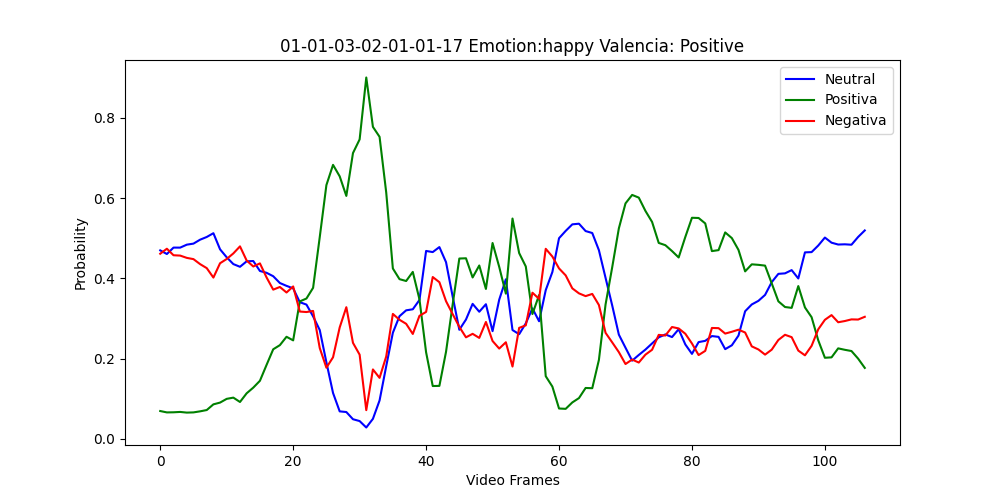 01-01-03-02-01-01-17 Emotion:happy Valencia: Positive
Neutral
Positiva
Negativa
Probability
0.8
0.6
0.4
0.2
0.0
0 20 40 60 80 100
Video Frames